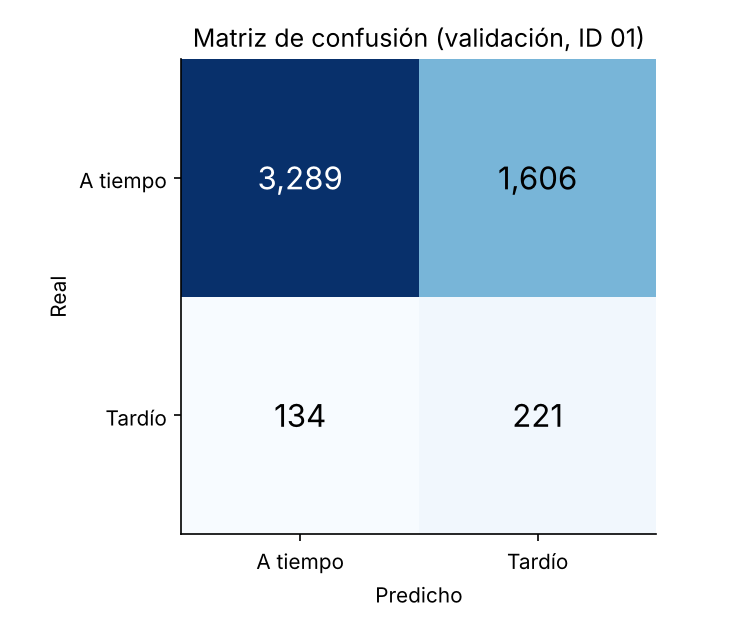 Matriz de confusión (validación, ID 01)
A tiempo
3,289
1,606
Real
Tardío
134
221
A tiempo
Tardío
Predicho